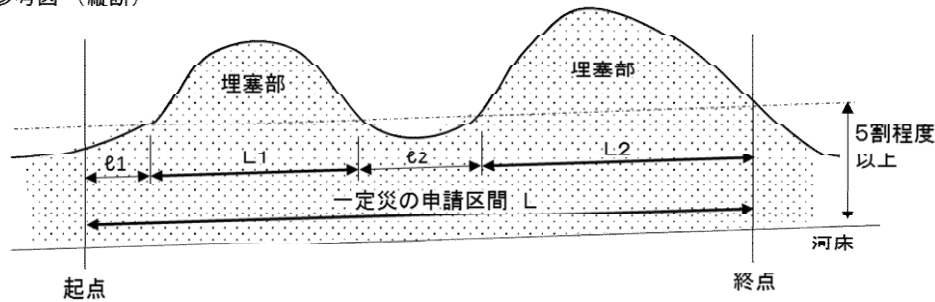 参考図 (縦断)
埋塞部
埋塞部
5割程度
以上
ℓ1
L1
ℓ2
L2
一定災の申請区間 L
河床
起点
終点